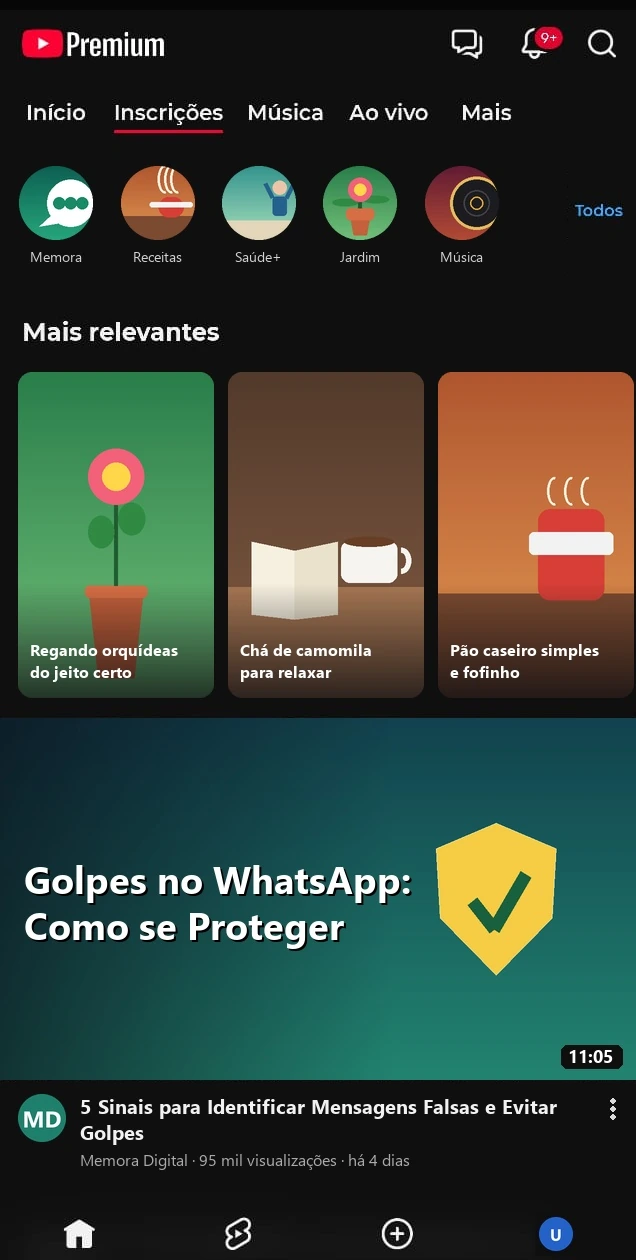 Premium
9+
Início Inscrições Música Ao vivo Mais
Todos
Memora Receitas Saúde+ Jardim Música
Mais relevantes
Regando orquídeas
do jeito certo
Chá de camomila
para relaxar
Pão caseiro simples
e fofinho
Golpes no WhatsApp:
Como se Proteger
11:05
MD
5 Sinais para Identificar Mensagens Falsas e Evitar
Golpes
Memora Digital · 95 mil visualizações · há 4 dias
U